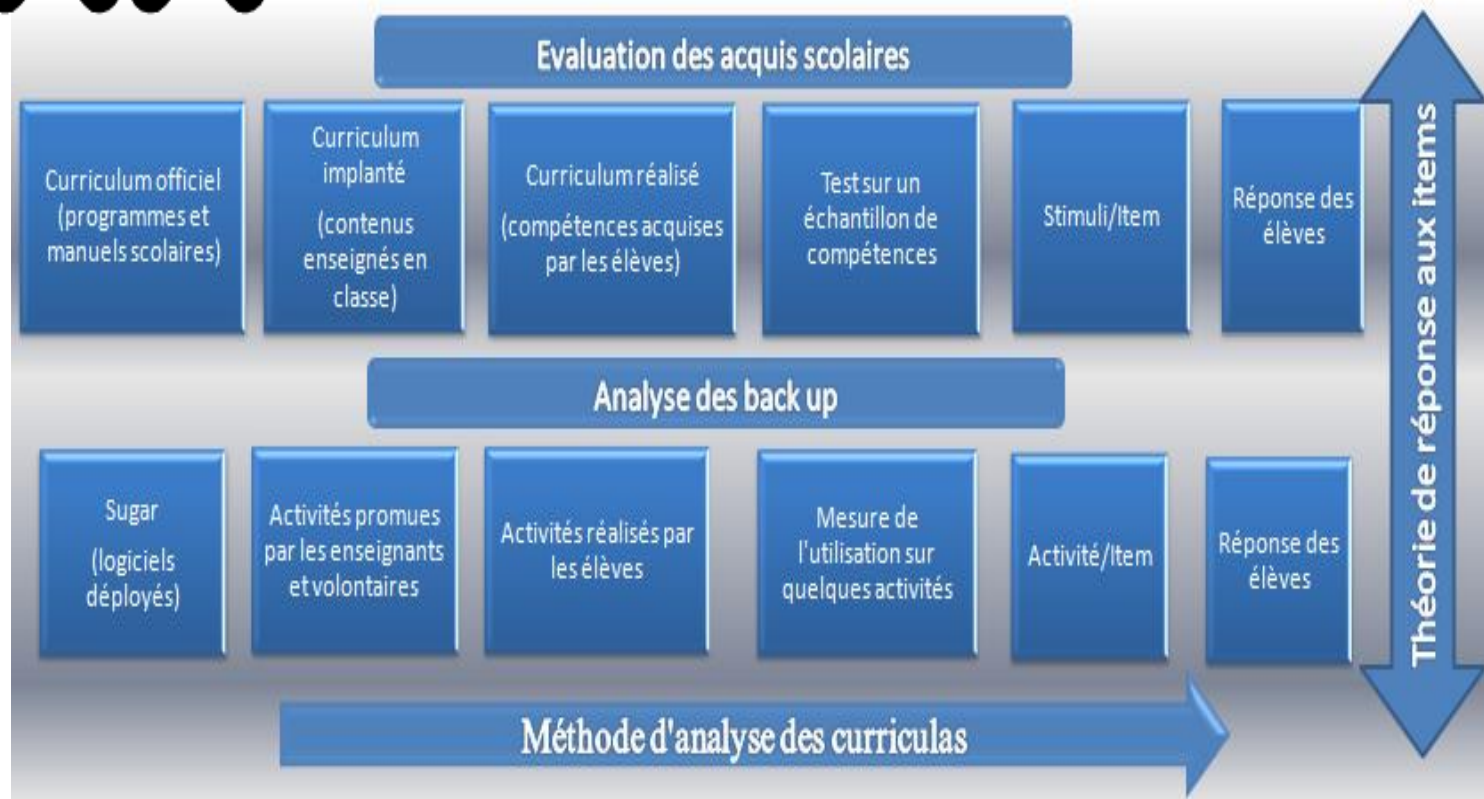 Evaluation des acquis scolaires
Curriculum officiel
(programmes et
manuels scolaires)
Curriculum
implanté
(contenus
enseignés en
classe)
Curriculum réalisé
(compétences acquises
par les élèves)
Test sur un
échantillon de
compétences
Stimuli/Item
Réponse des
élèves
Analyse des back up
Sugar
(logiciels
déployés)
Activités promues
par les enseignants
et volontaires
Activités réalisés par
les élèves
Mesure de
l'utilisation sur
quelques activités
Activité/Item
Réponse des
élèves
Méthode d'analyse des curriculas
Théorie de réponse aux items